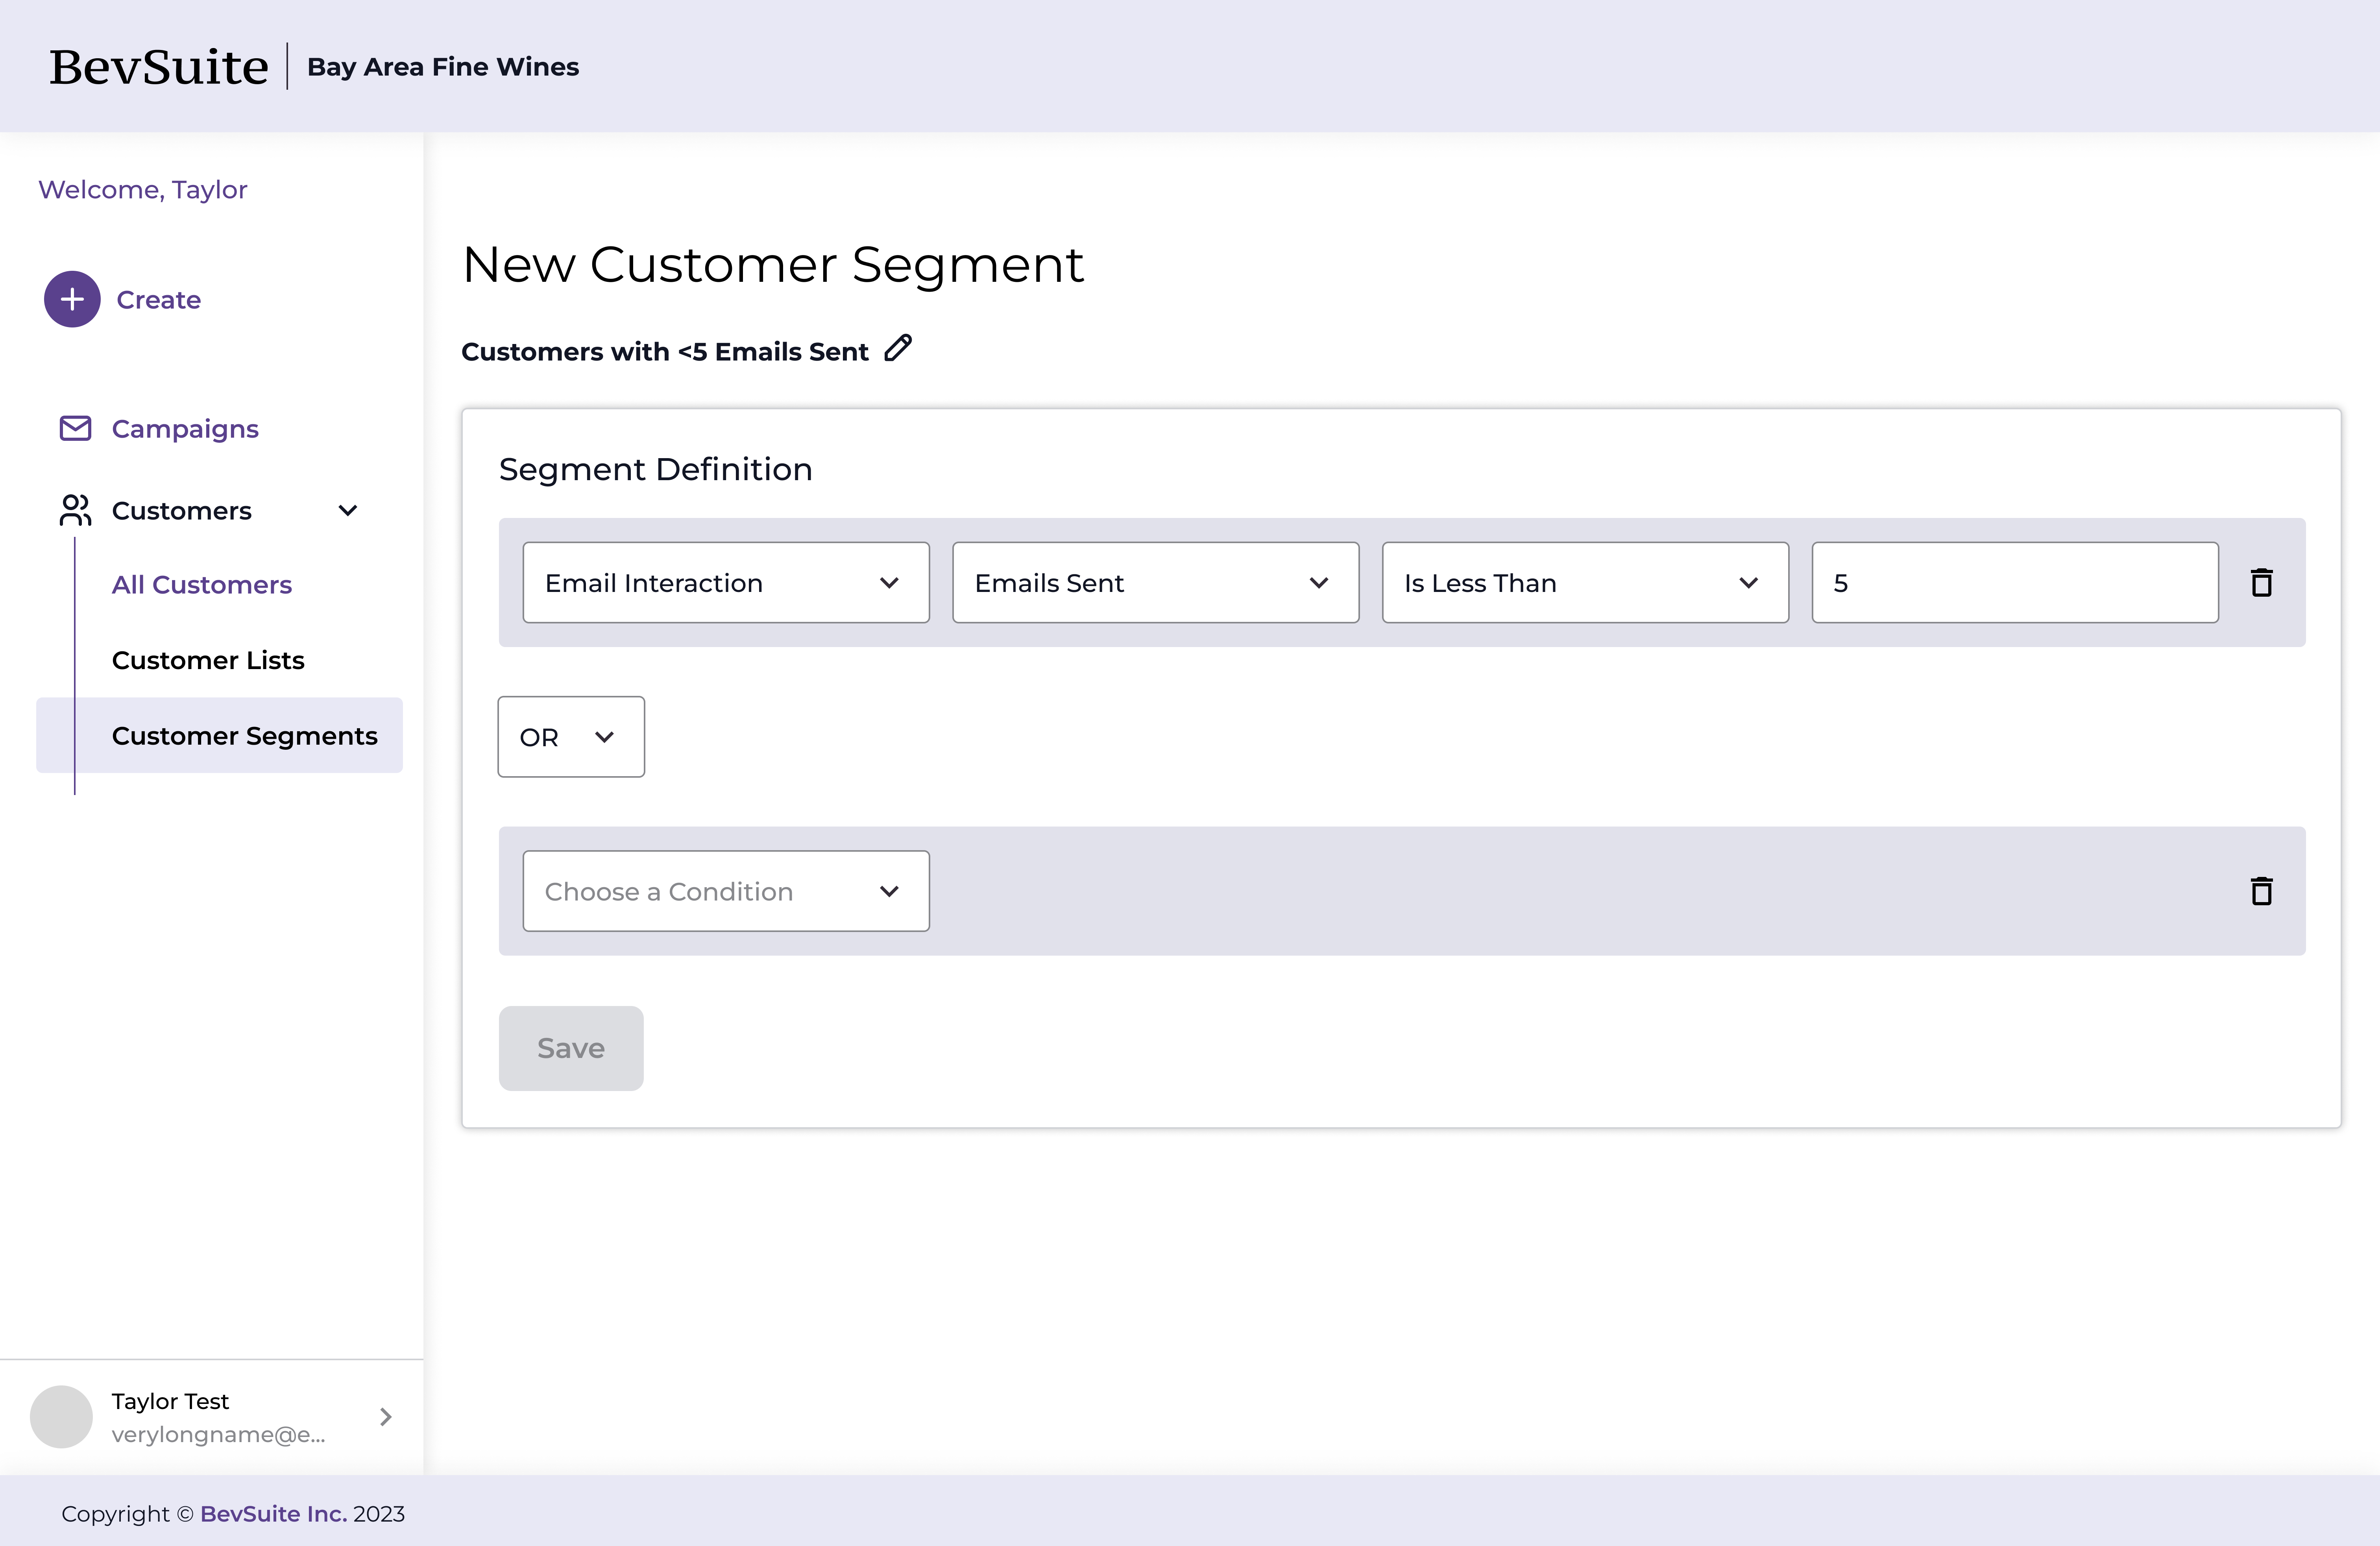 BevSuite | Bay Area Fine Wines
Welcome, Taylor
Create
Campaigns
Customers
All Customers
Customer Lists
Customer Segments
Taylor Test
verylongname@e...
New Customer Segment
Customers with <5 Emails Sent
Segment Definition
Email Interaction Emails Sent Is Less Than 5
OR
Choose a Condition
Save
Copyright © BevSuite Inc. 2023